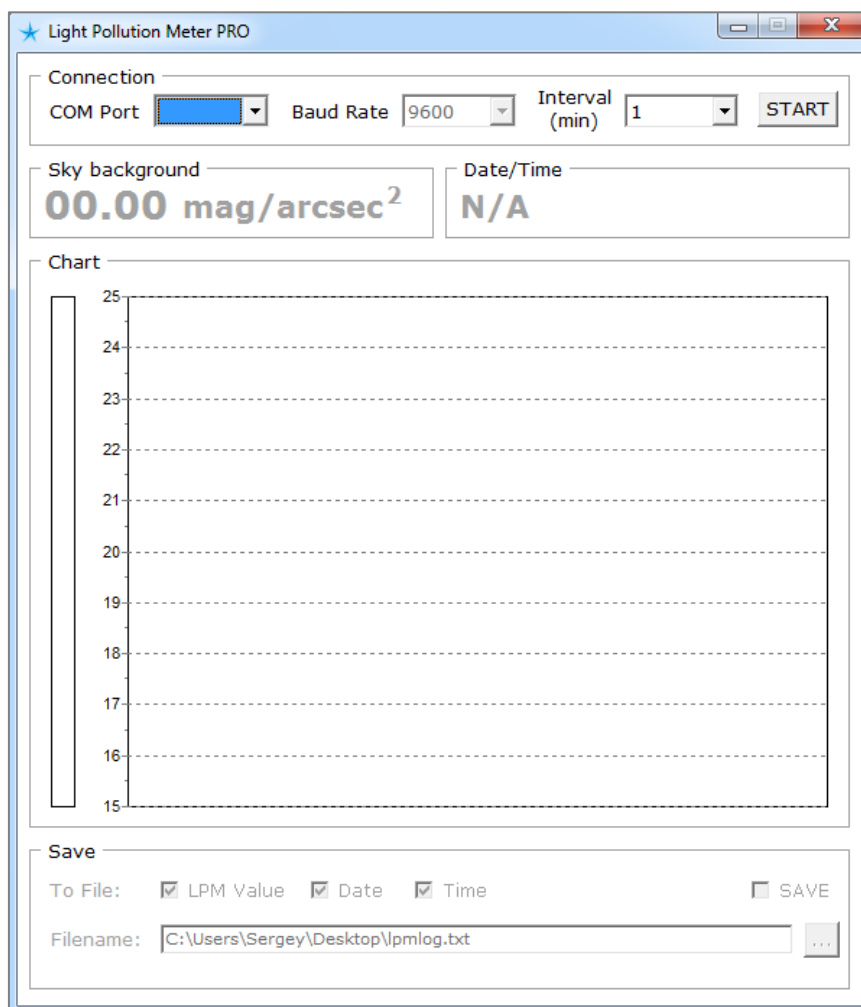 Light Pollution Meter PRO
Connection
COM Port Baud Rate 9600 Interval (min) 1 START
Sky background Date/Time
00.00 mag/arcsec² N/A
Chart
25
24
23
22
21
20
19
18
17
16
15
Save
To File: LPM Value Date Time SAVE
Filename: C:\Users\Sergey\Desktop\lpmlog.txt ...